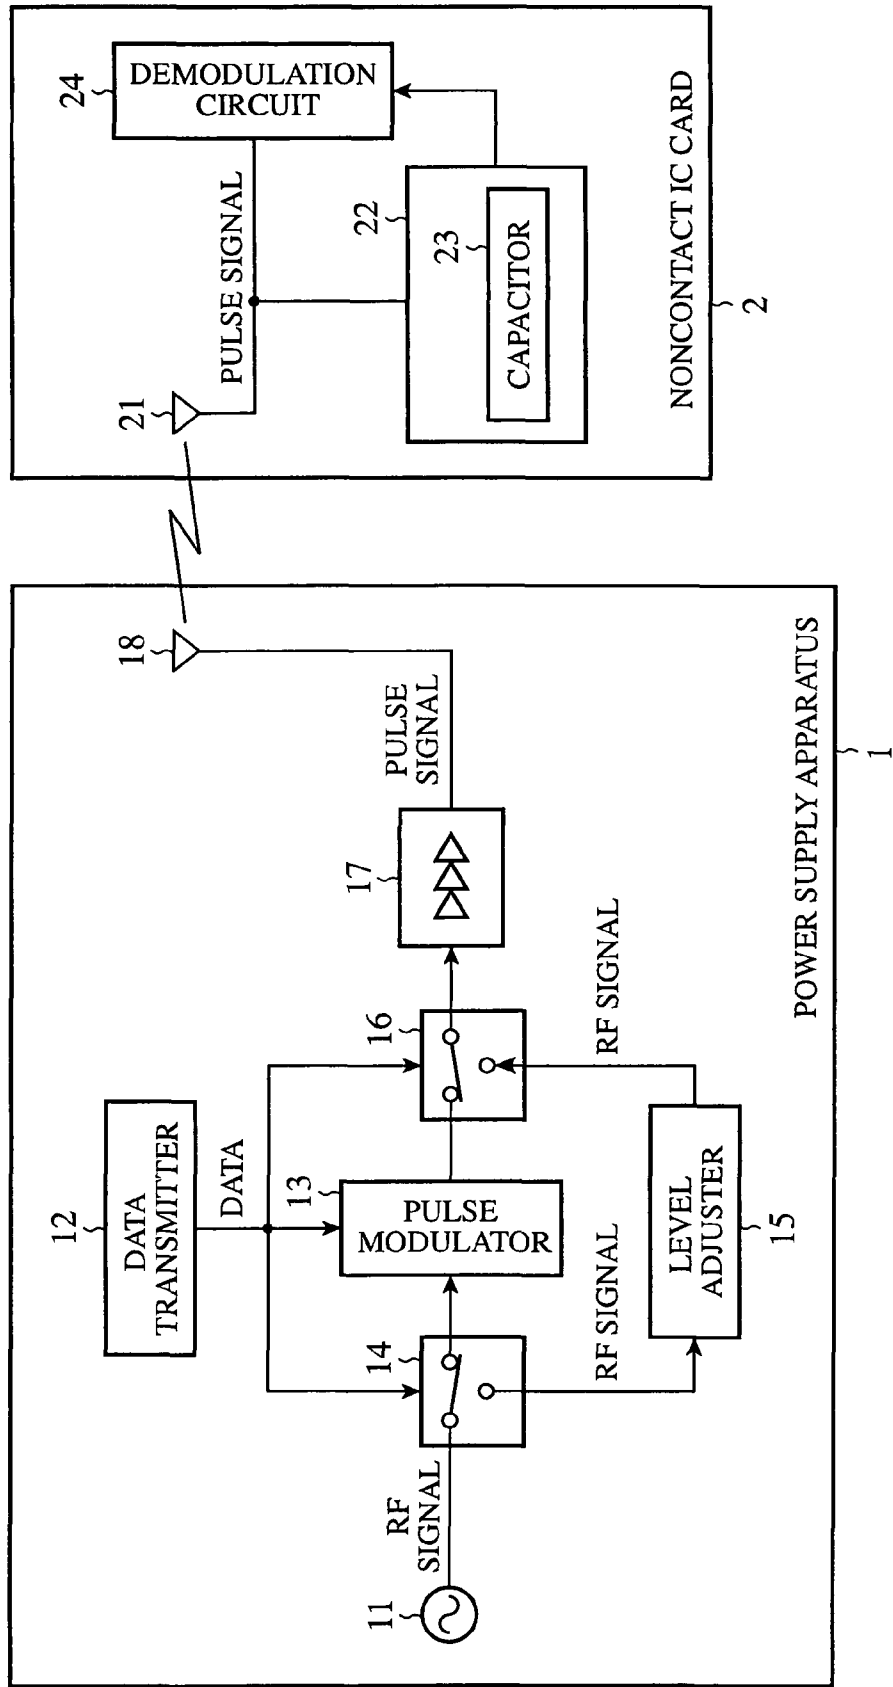 12
DATA
TRANSMITTER
DATA
11
RF
SIGNAL
14
13
PULSE
MODULATOR
16
17
PULSE
SIGNAL
18
RF SIGNAL
LEVEL
ADJUSTER
15
RF SIGNAL
POWER SUPPLY APPARATUS
1
24
DEMODULATION
CIRCUIT
21
PULSE SIGNAL
22
23
CAPACITOR
NONCONTACT IC CARD
2